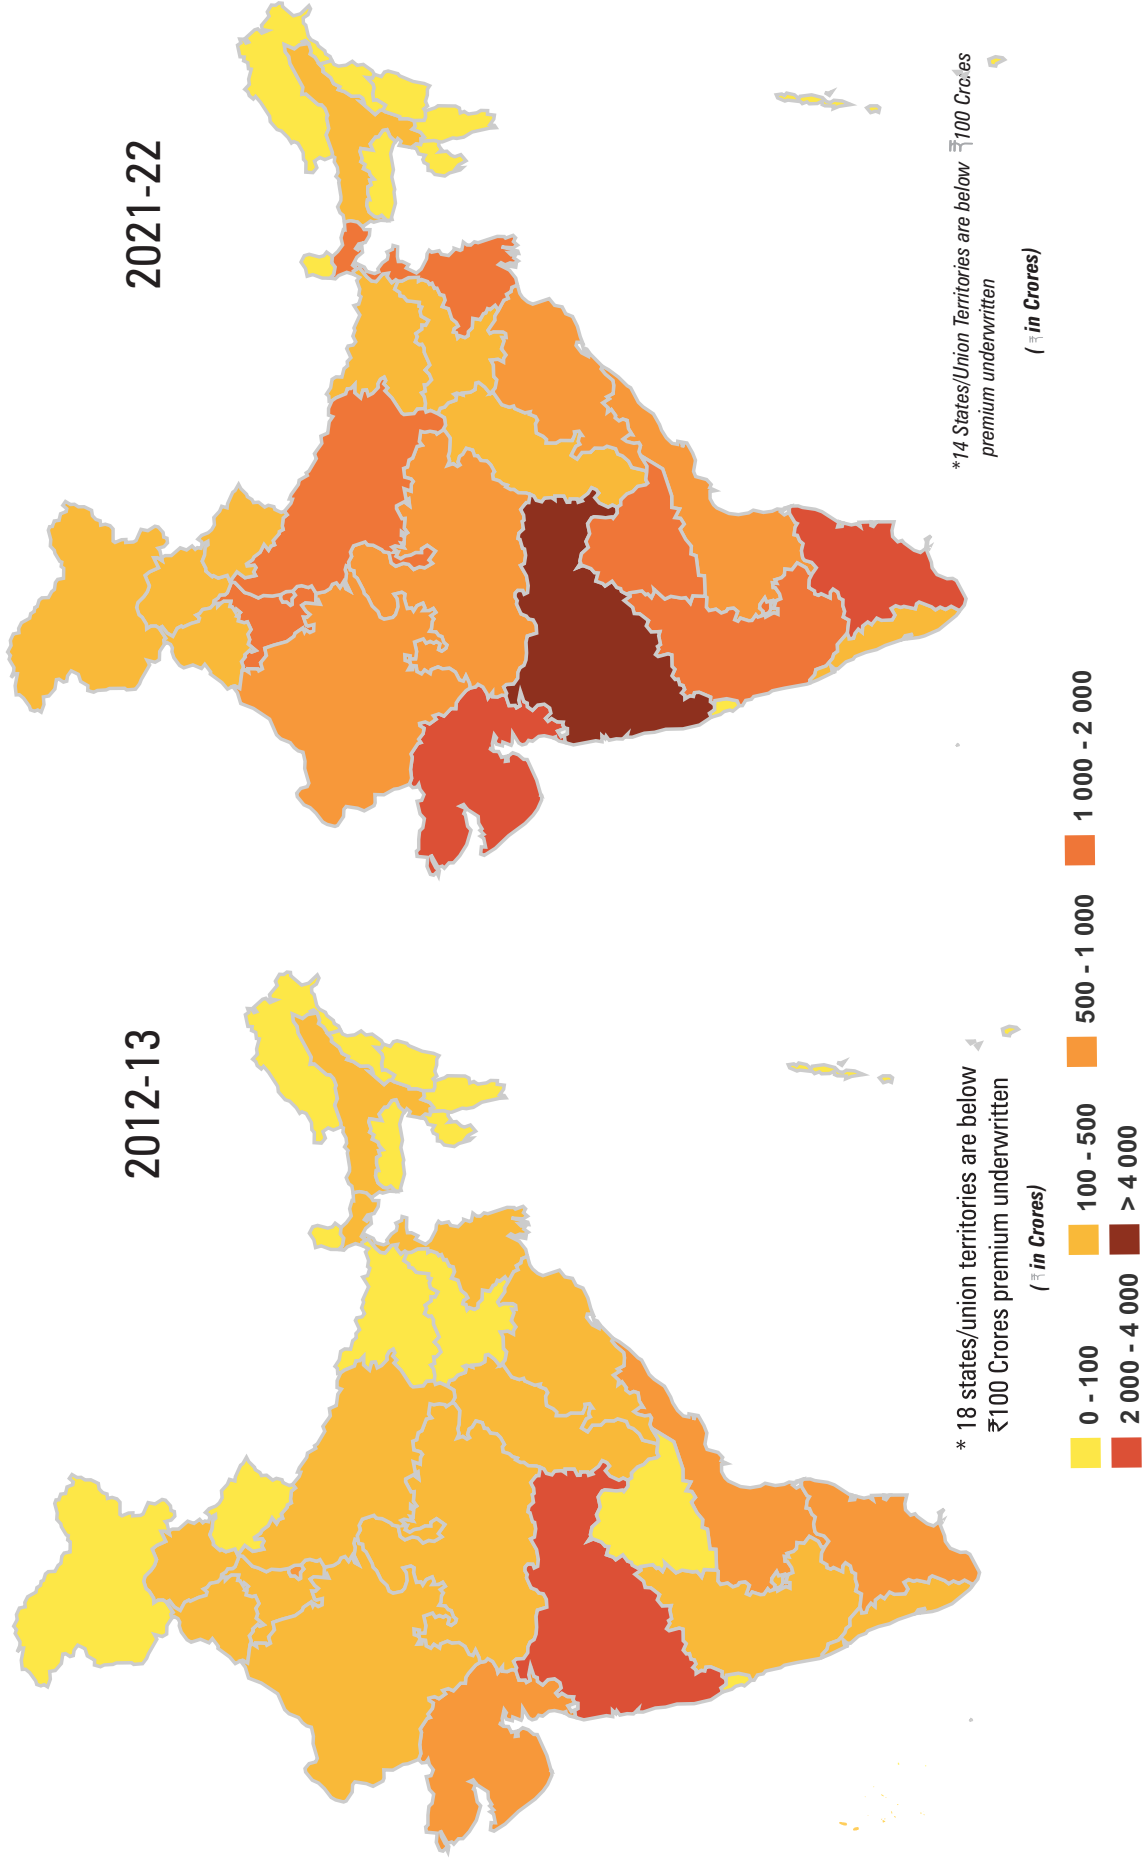 2012-13
2021-22
* 18 states/union territories are below
₹100 Crores premium underwritten
(₹ in Crores)
*14 States/Union Territories are below ₹100 Crores
premium underwritten
(₹ in Crores)
0 - 100
100 - 500
500 - 1 000
1 000 - 2 000
2 000 - 4 000
> 4 000